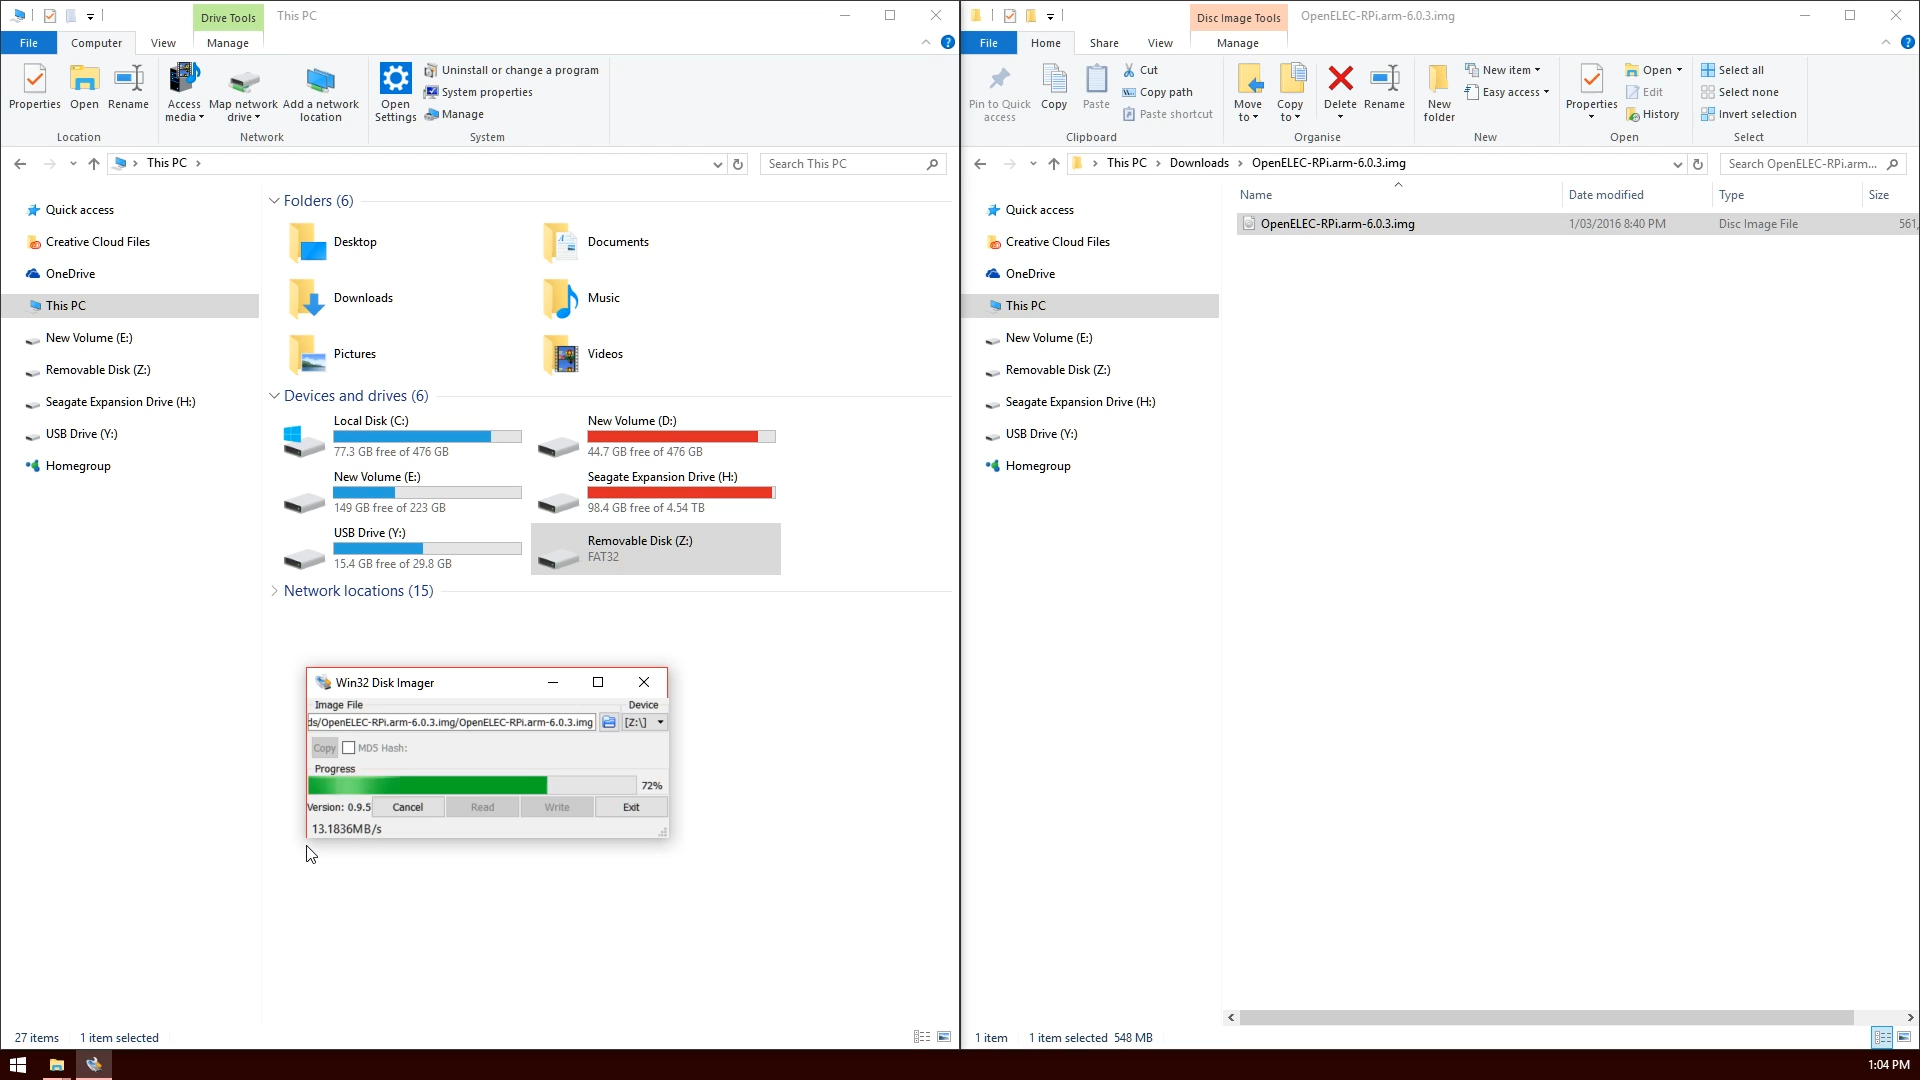 Drive Tools
This PC
File
Computer
View
Manage
Properties
Open
Rename
Location
Access media
Map network drive
Add a network location
Network
Open Settings
Uninstall or change a program
System properties
Manage
System
This PC
Search This PC
Quick access
Creative Cloud Files
OneDrive
This PC
New Volume (E:)
Removable Disk (Z:)
Seagate Expansion Drive (H:)
USB Drive (Y:)
Homegroup
Folders (6)
Desktop
Documents
Downloads
Music
Pictures
Videos
Devices and drives (6)
Local Disk (C:)
77.3 GB free of 476 GB
New Volume (D:)
44.7 GB free of 476 GB
New Volume (E:)
149 GB free of 223 GB
Seagate Expansion Drive (H:)
98.4 GB free of 4.54 TB
USB Drive (Y:)
15.4 GB free of 29.8 GB
Removable Disk (Z:)
FAT32
Network locations (15)
Win32 Disk Imager
Image File
Device
ds/OpenELEC-RPi.arm-6.0.3.img/OpenELEC-RPi.arm-6.0.3.img
[Z:\]
Copy
MD5 Hash:
Progress
72%
Version: 0.9.5
Cancel
Read
Write
Exit
13.1836MB/s
27 items
1 item selected
Disc Image Tools
OpenELEC-RPi.arm-6.0.3.img
File
Home
Share
View
Manage
Pin to Quick access
Copy
Paste
Cut
Copy path
Paste shortcut
Clipboard
Move to
Copy to
Delete
Rename
Organise
New folder
New item
Easy access
New
Properties
Open
Edit
History
Open
Select all
Select none
Invert selection
Select
This PC
Downloads
OpenELEC-RPi.arm-6.0.3.img
Search OpenELEC-RPi.arm...
Name
Date modified
Type
Size
OpenELEC-RPi.arm-6.0.3.img
1/03/2016 8:40 PM
Disc Image File
561,
Quick access
Creative Cloud Files
OneDrive
This PC
New Volume (E:)
Removable Disk (Z:)
Seagate Expansion Drive (H:)
USB Drive (Y:)
Homegroup
1 item
1 item selected 548 MB
1:04 PM